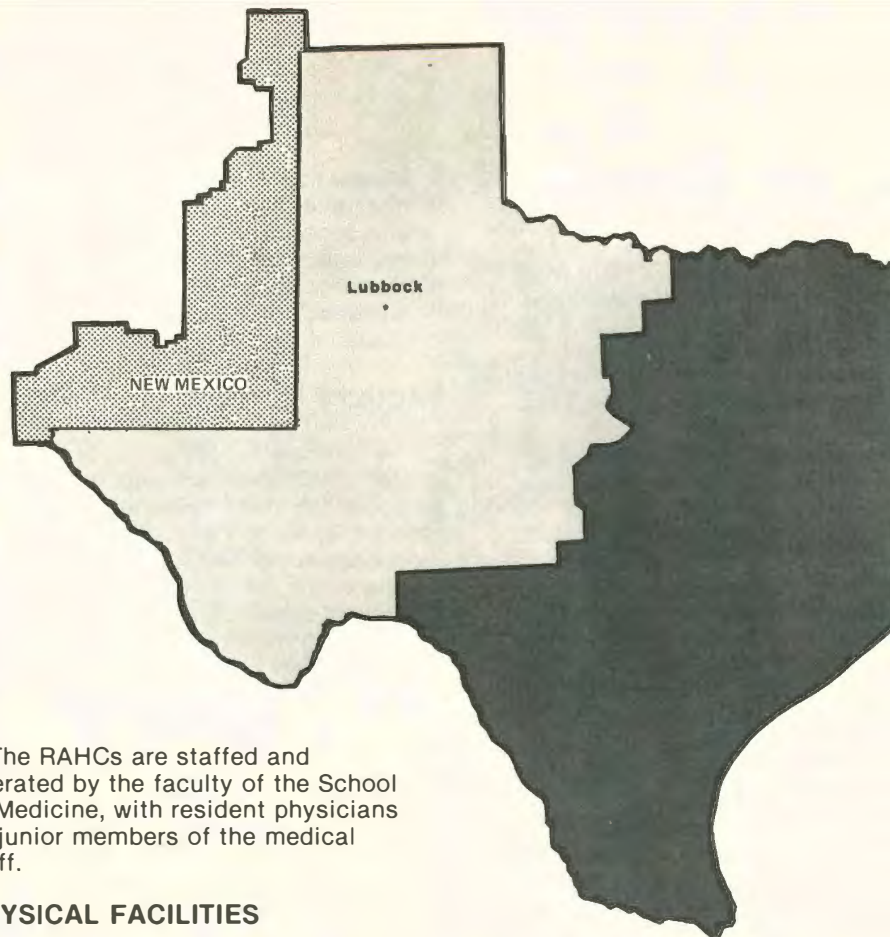 Lubbock
NEW MEXICO
The RAHCs are staffed and
erated by the faculty of the School
Medicine, with resident physicians
junior members of the medical
ff.
YSICAL FACILITIES